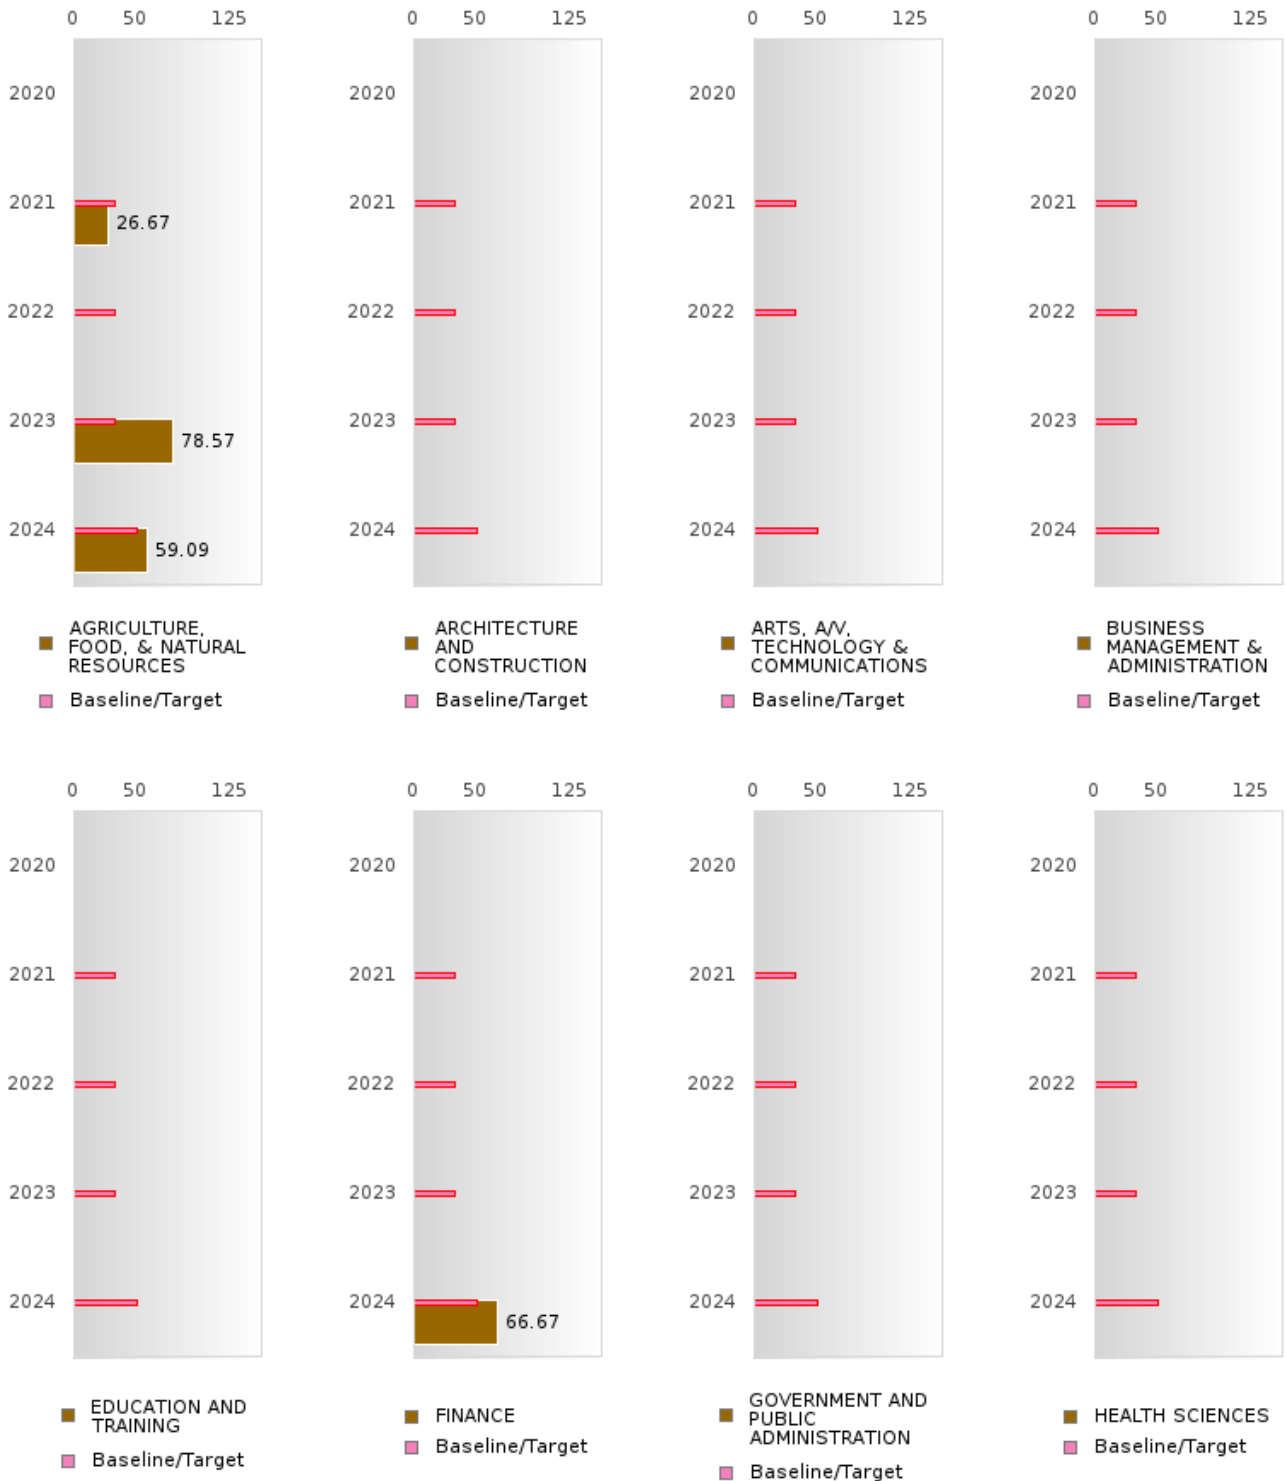 0 50 125 0 50 125 0 50 125 0 50 125
2020 2020 2020 2020
2021 2021 2021 2021
26.67
2022 2022 2022 2022
2023 2023 2023 2023
78.57
2024 2024 2024 2024
59.09
AGRICULTURE,
FOOD, & NATURAL
RESOURCES
Baseline/Target
ARCHITECTURE
AND
CONSTRUCTION
Baseline/Target
ARTS, A/V,
TECHNOLOGY &
COMMUNICATIONS
Baseline/Target
BUSINESS
MANAGEMENT &
ADMINISTRATION
Baseline/Target
0 50 125 0 50 125 0 50 125 0 50 125
2020 2020 2020 2020
2021 2021 2021 2021
2022 2022 2022 2022
2023 2023 2023 2023
2024 2024 2024 2024
66.67
EDUCATION AND
TRAINING
Baseline/Target
FINANCE
Baseline/Target
GOVERNMENT AND
PUBLIC
ADMINISTRATION
Baseline/Target
HEALTH SCIENCES
Baseline/Target